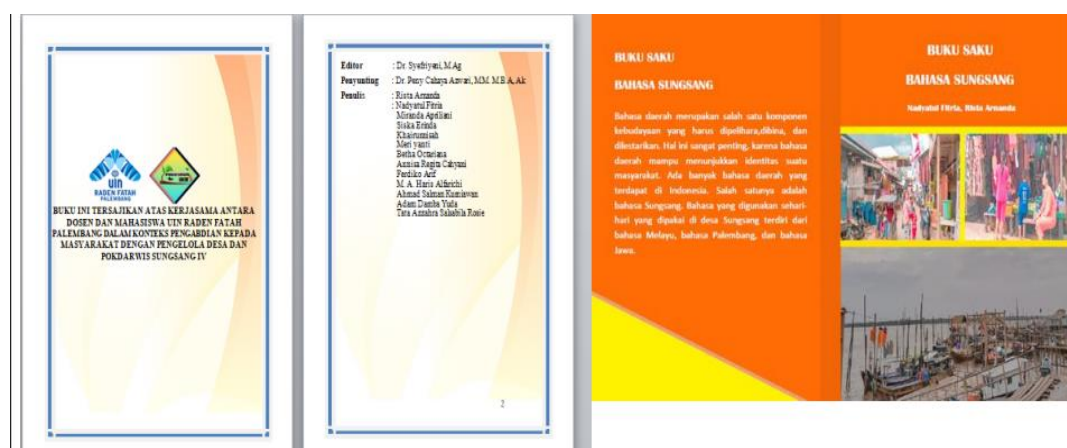 uin
RADEN FATAH
PALEMBANG
BUKU INI TERSAJIKAN ATAS KERJASAMA ANTARA
DOSEN DAN MAHASISWA UIN RADEN FATAH
PALEMBANG DALAM KONTEKS PENGABDIAN KEPADA
MASYARAKAT DENGAN PENGELOLA DESA DAN
POKDARWIS SUNGSANG IV
Editor : Dr. Syefriyeni, M.Ag
Penyunting : Dr. Peny Cahaya Azwari, MM. M.B.A, Ak
Penulis : Rista Armanda
: Nadyatul Fitria
Miranda Apriliani
Siska Erinda
Khairunnisah
Meri yanti
Betha Octariana
Annisa Regita Cahyani
Ferdiko Arif
M. A. Haris Alfarichi
Ahmad Salman Kurniawan
Adam Damba Yuda
Tara Azzahra Salsabila Rosie
2
BUKU SAKU
BAHASA SUNGSANG
Bahasa daerah merupakan salah satu komponen
kebudayaan yang harus dipelihara,dibina, dan
dilestarikan. Hal ini sangat penting, karena bahasa
daerah mampu menunjukkan identitas suatu
masyarakat. Ada banyak bahasa daerah yang
terdapat di Indonesia. Salah satunya adalah
bahasa Sungsang. Bahasa yang digunakan sehari-
hari yang dipakai di desa Sungsang terdiri dari
bahasa Melayu, bahasa Palembang, dan bahasa
Jawa.
BUKU SAKU
BAHASA SUNGSANG
Nadyatul Fitria, Rista Armanda